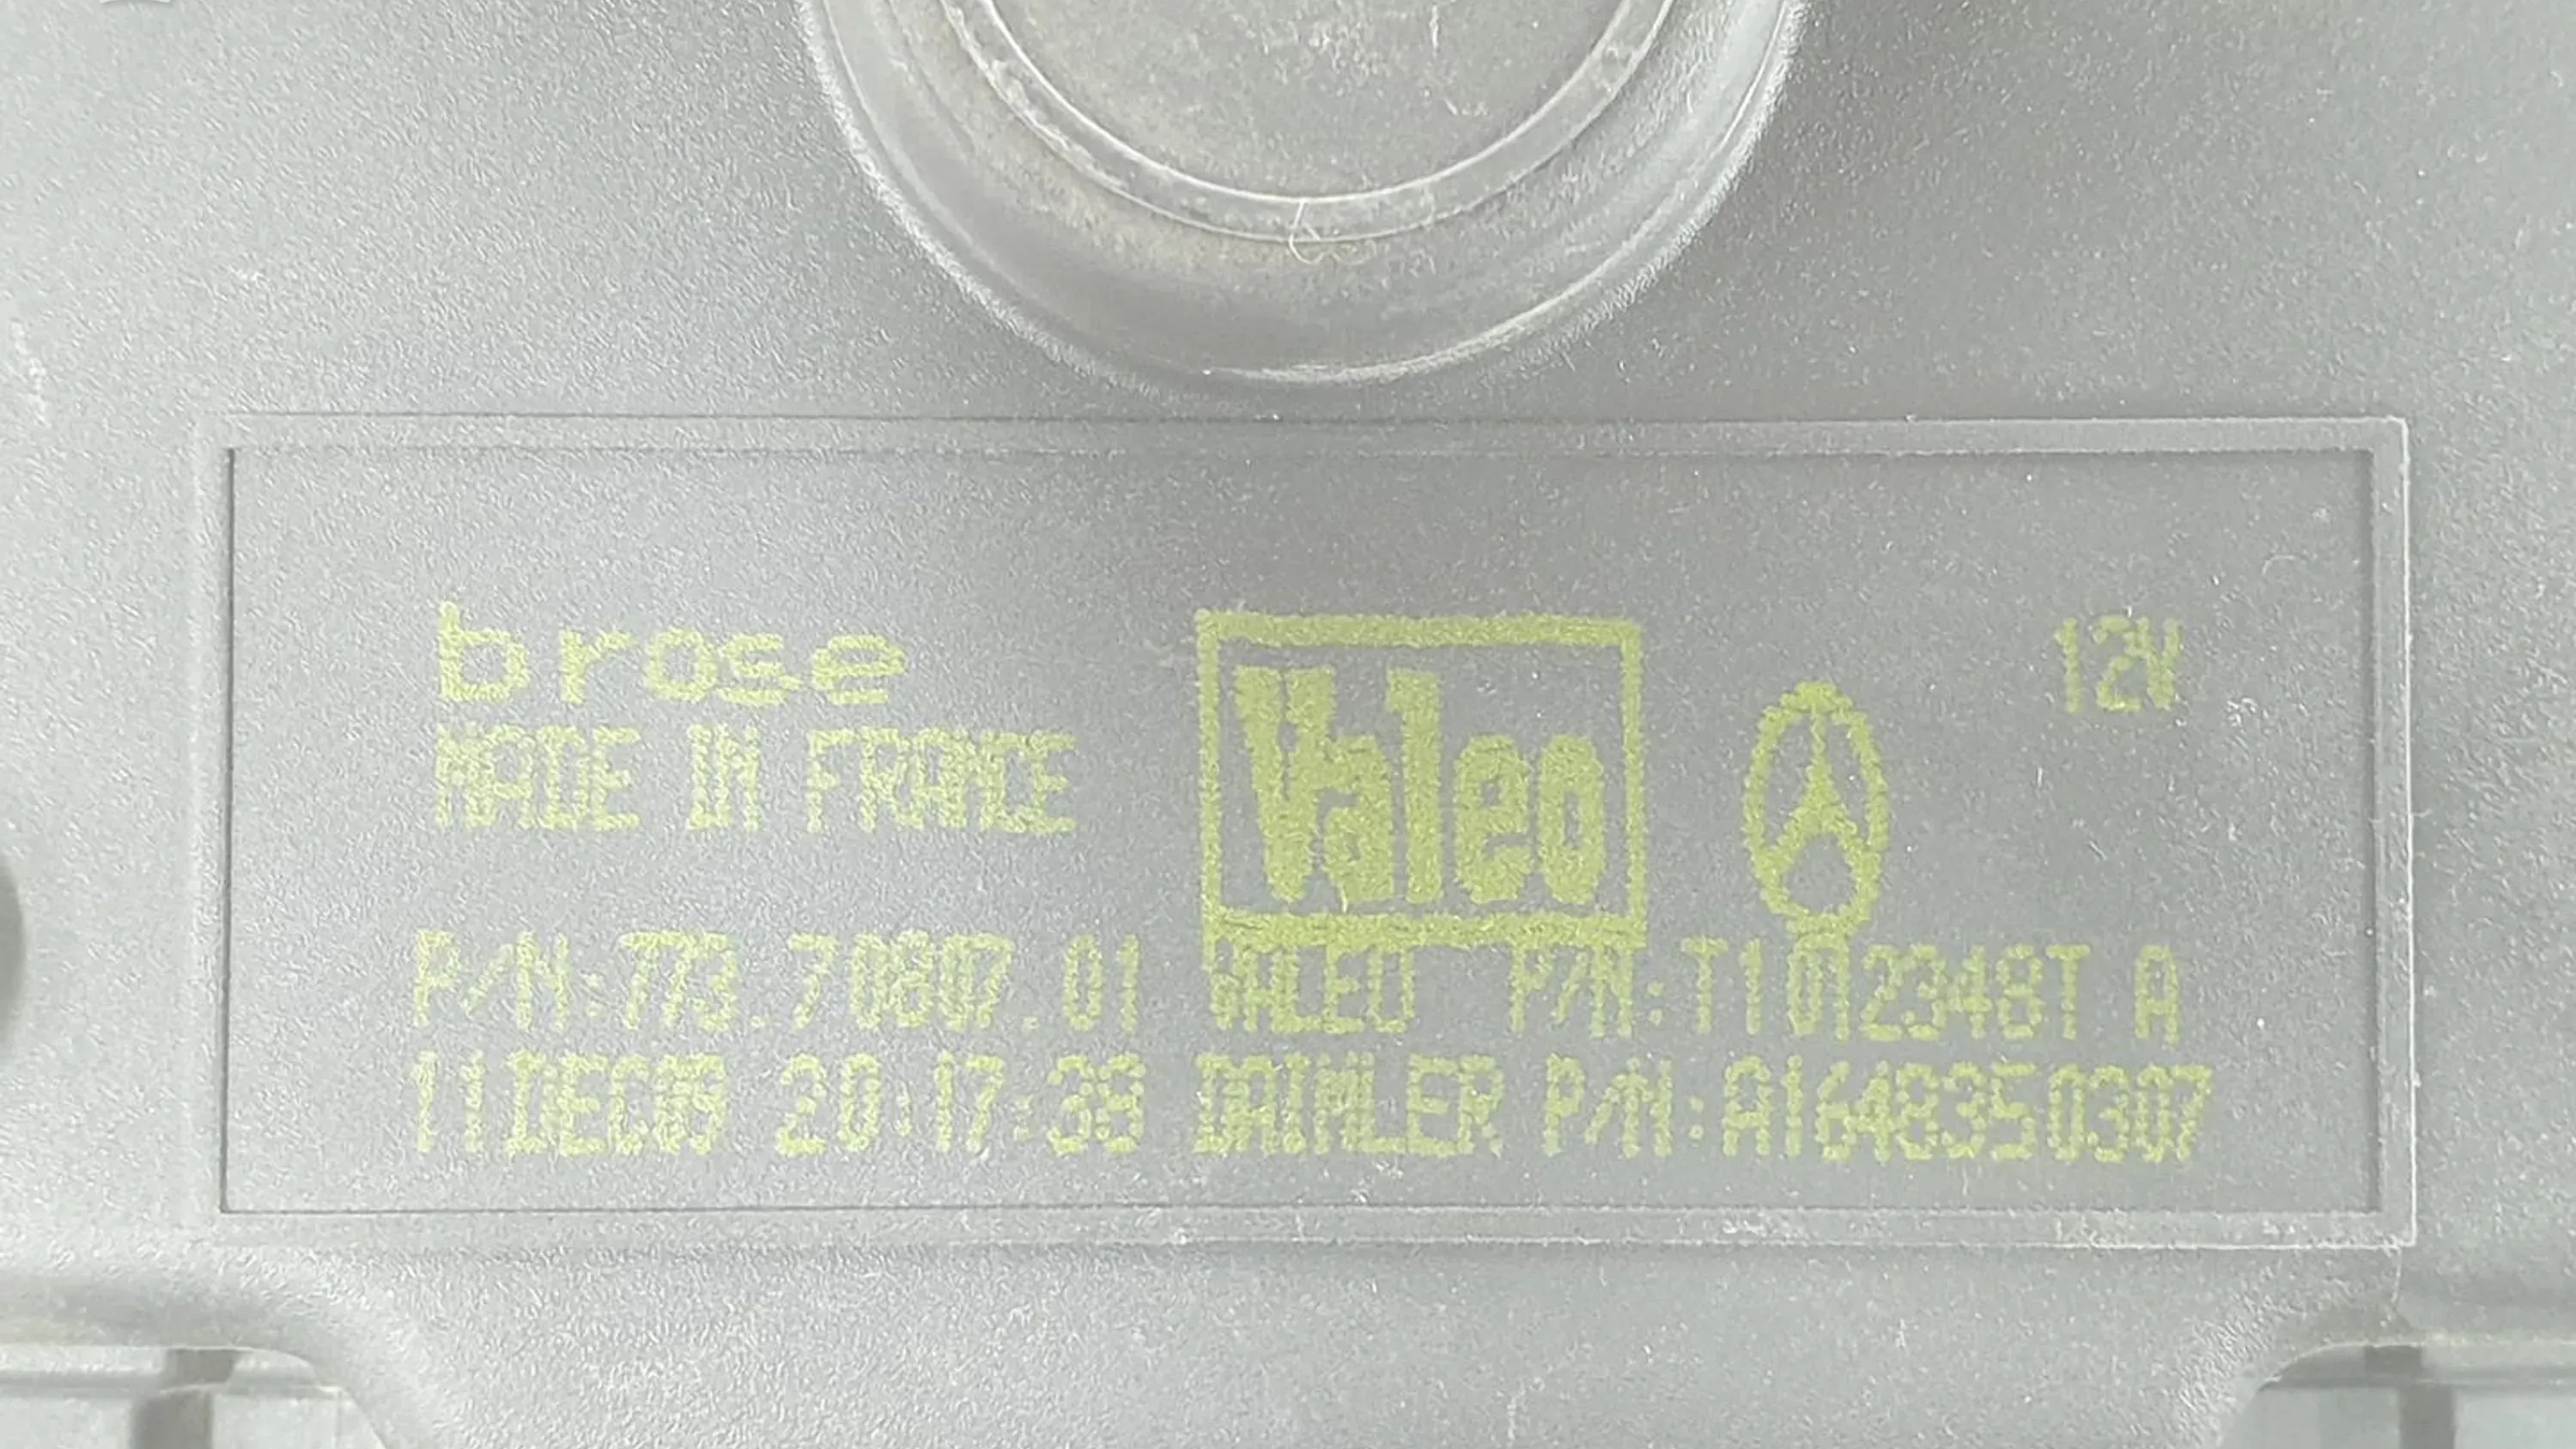 brose
MADE IN FRANCE
Valeo
12V
P/N:773.70807.01 VALEO P/N:T1012348T A
11DEC09 20:17:38 DAIMLER P/N:A1648350307